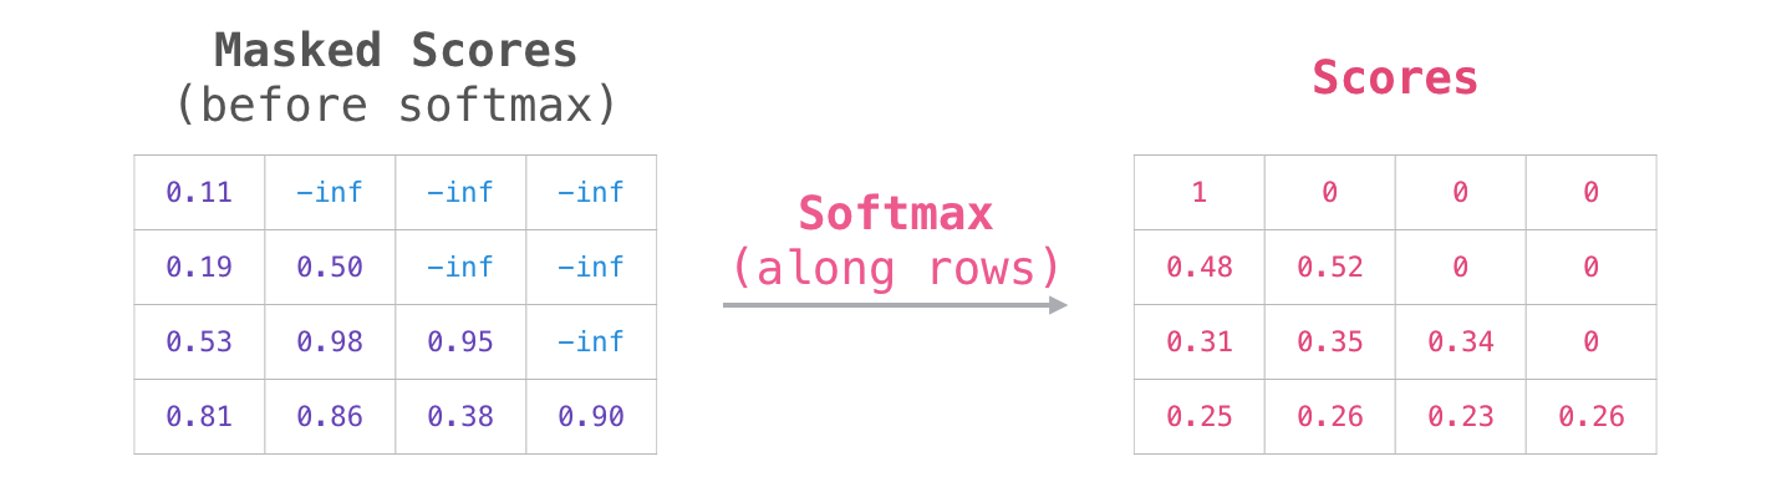 Masked Scores
(before softmax)
0.11 -inf -inf -inf
0.19 0.50 -inf -inf
0.53 0.98 0.95 -inf
0.81 0.86 0.38 0.90
Softmax
(along rows)
Scores
1 0 0 0
0.48 0.52 0 0
0.31 0.35 0.34 0
0.25 0.26 0.23 0.26